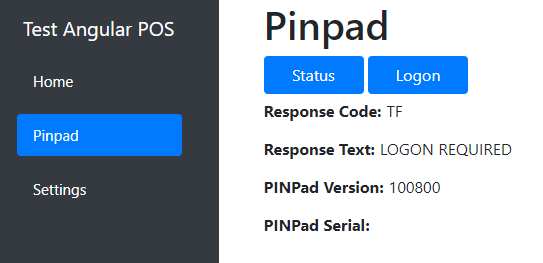 Test Angular POS
Home
Pinpad
Settings
Pinpad
Status Logon
Response Code: TF
Response Text: LOGON REQUIRED
PINPad Version: 100800
PINPad Serial: